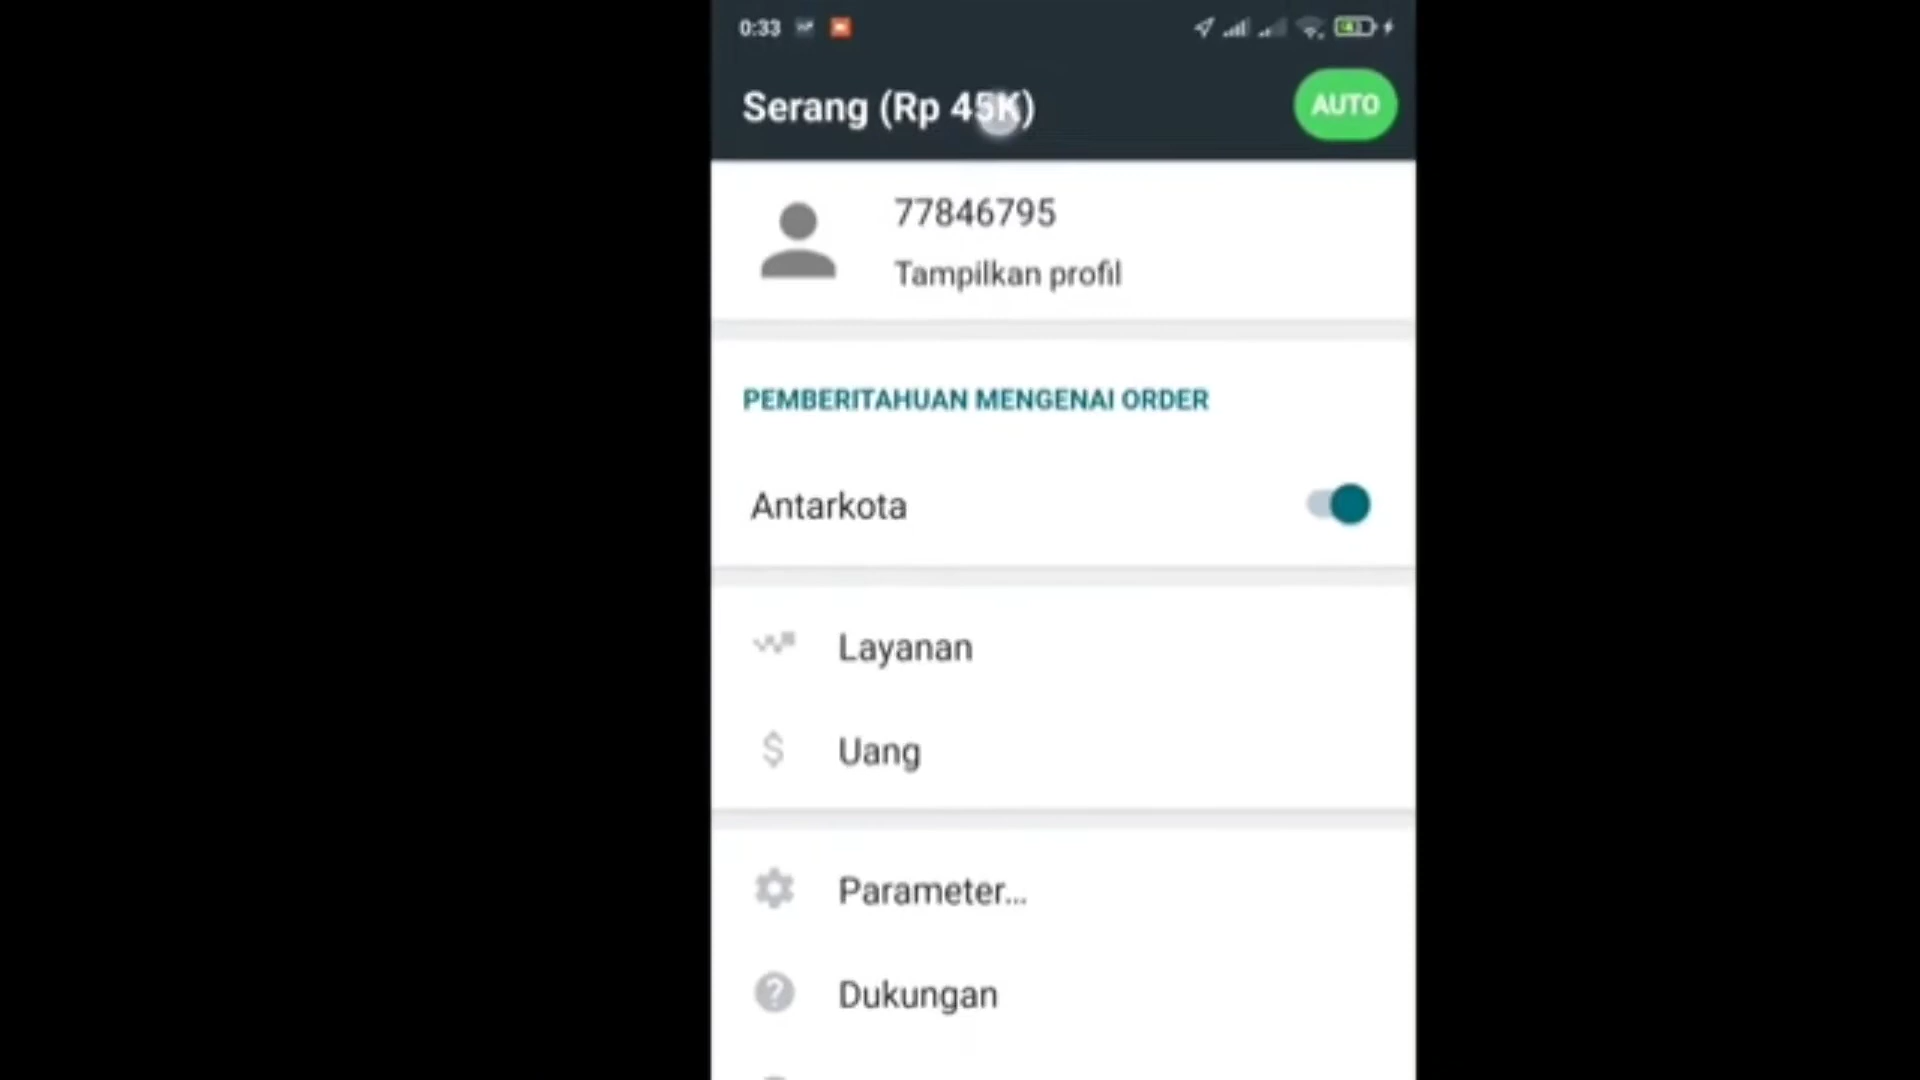 0:33
Serang (Rp 45K)
AUTO
77846795
Tampilkan profil
PEMBERITAHUAN MENGENAI ORDER
Antarkota
Layanan
$ Uang
Parameter...
? Dukungan